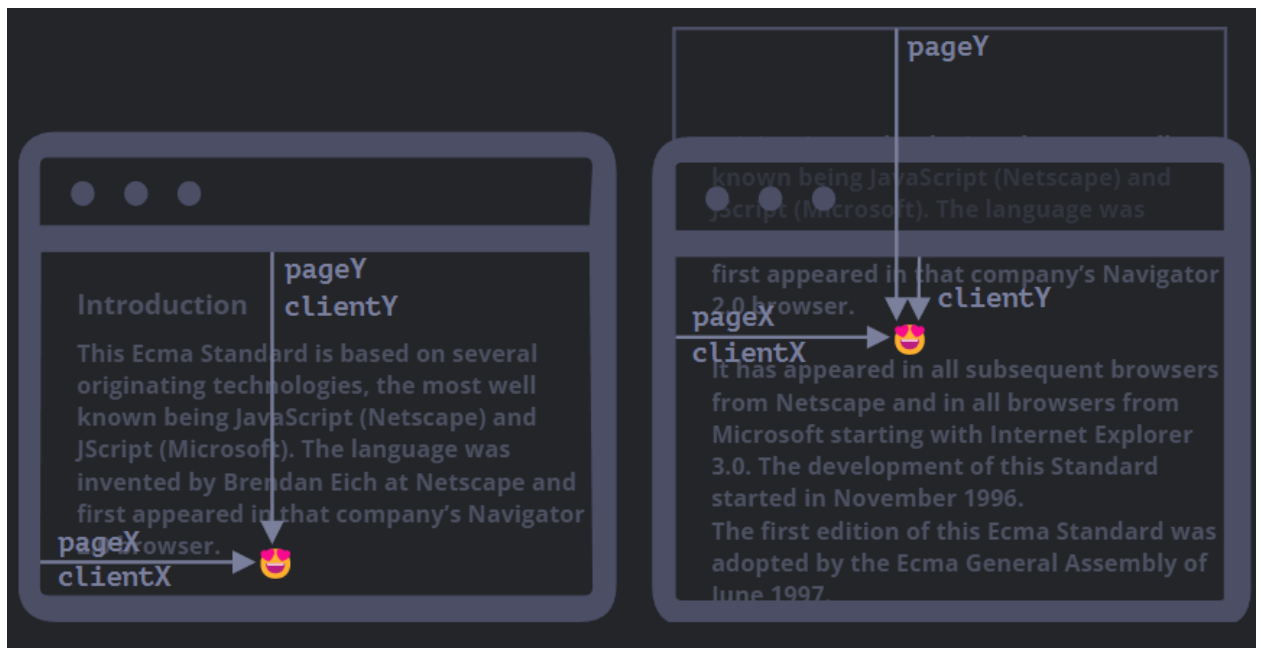 pageY
clientY
Introduction
This Ecma Standard is based on several
originating technologies, the most well
known being JavaScript (Netscape) and
JScript (Microsoft). The language was
invented by Brendan Eich at Netscape and
first appeared in that company's Navigator
pageX
browser.
clientX
pageY
known being JavaScript (Netscape) and
JScript (Microsoft). The language was
first appeared in that company's Navigator
clientY
2.0 browser.
pageX
clientX
It has appeared in all subsequent browsers
from Netscape and in all browsers from
Microsoft starting with Internet Explorer
3.0. The development of this Standard
started in November 1996.
The first edition of this Ecma Standard was
adopted by the Ecma General Assembly of
June 1997.